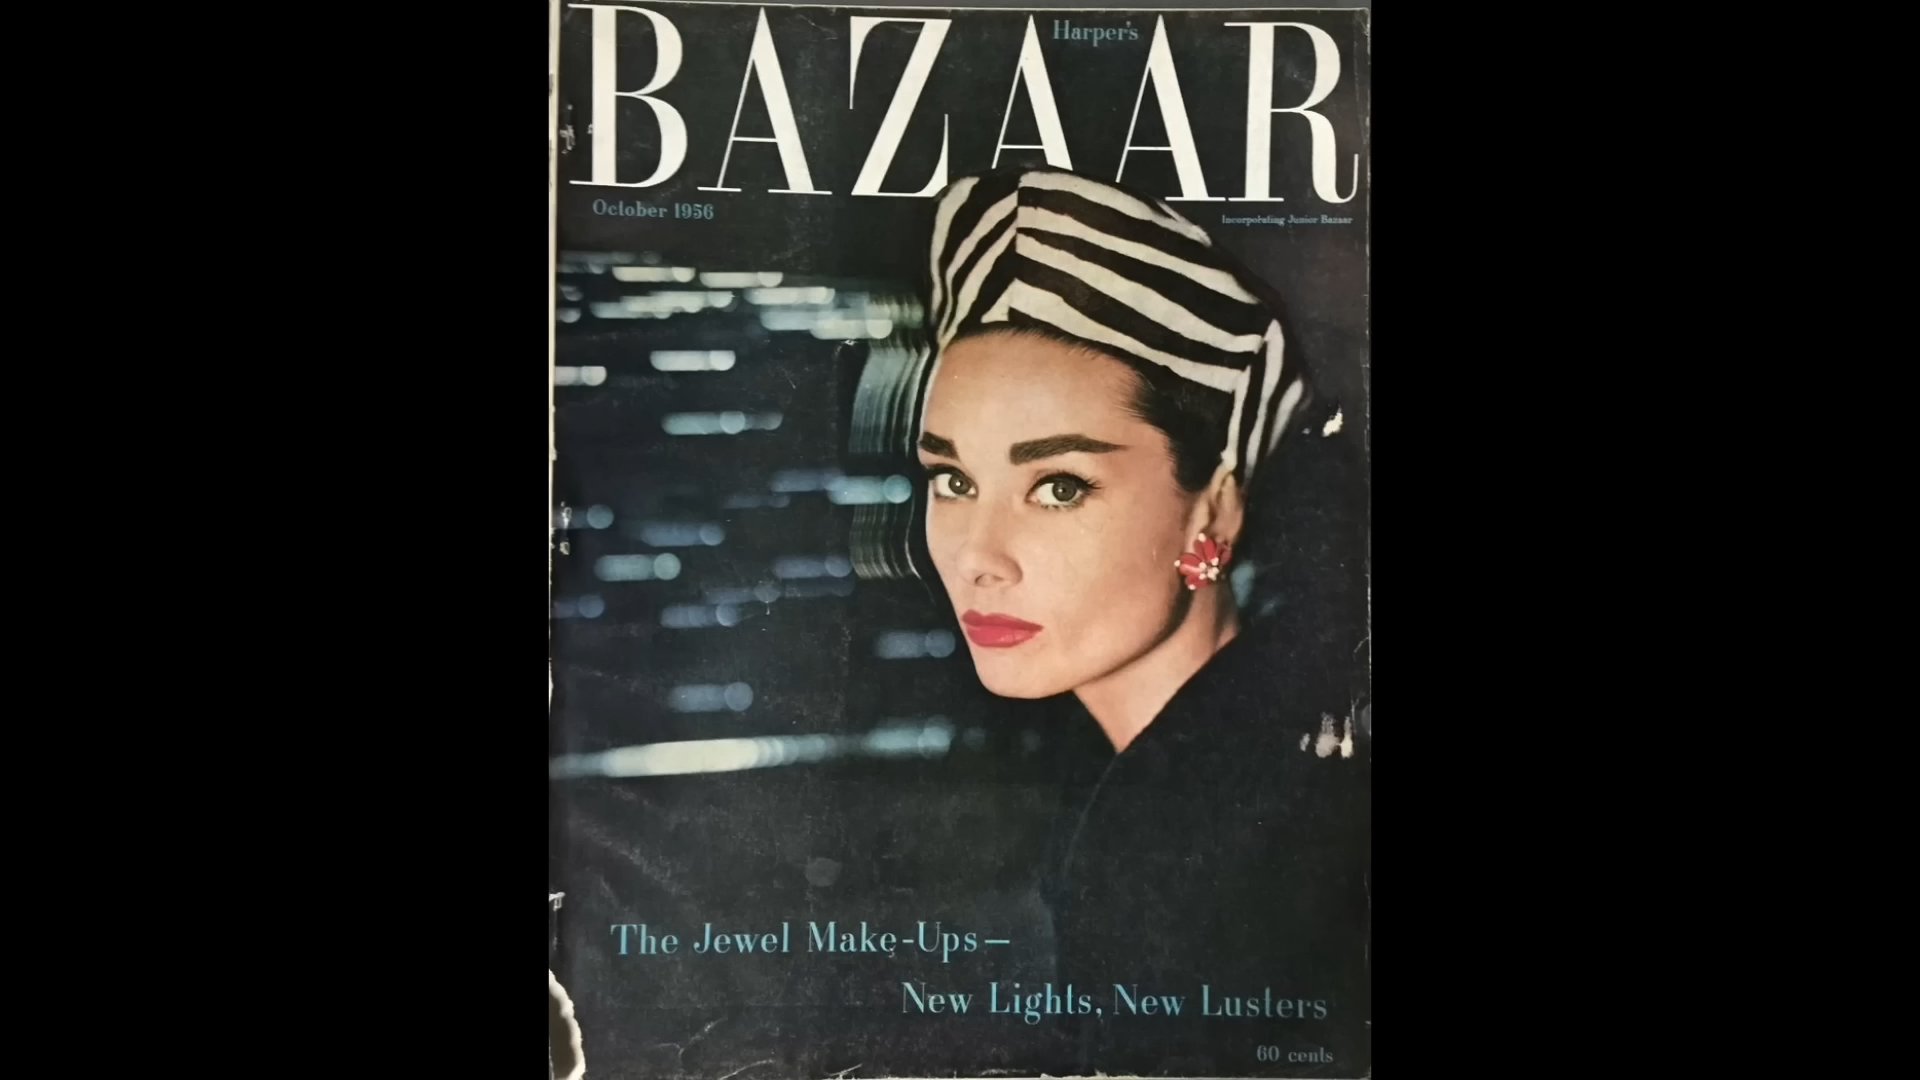 Harper's
BAZAAR
October 1956
Incorporating Junior Bazaar
The Jewel Make-Ups—
New Lights, New Lusters
60 cents